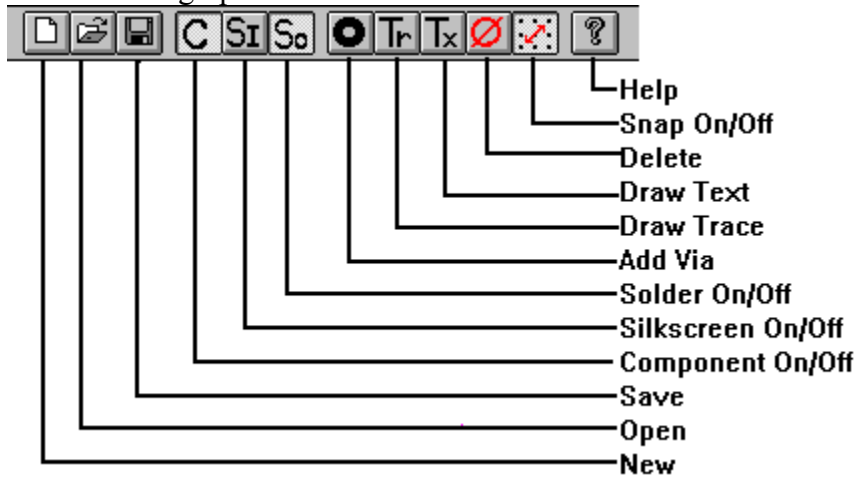 C SI So Tr Tx Ø ?
Help
Snap On/Off
Delete
Draw Text
Draw Trace
Add Via
Solder On/Off
Silkscreen On/Off
Component On/Off
Save
Open
New